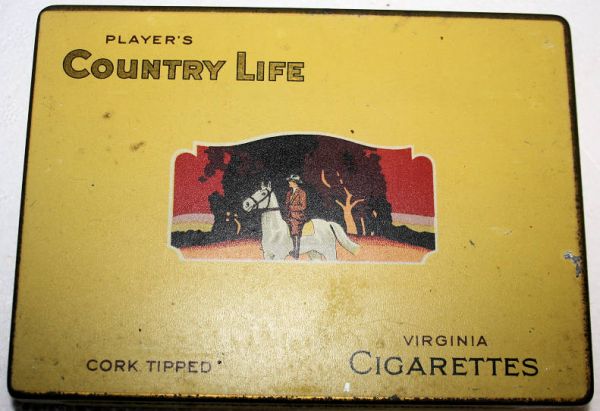 PLAYER'S
COUNTRY LIFE
CORK TIPPED
VIRGINIA
CIGARETTES